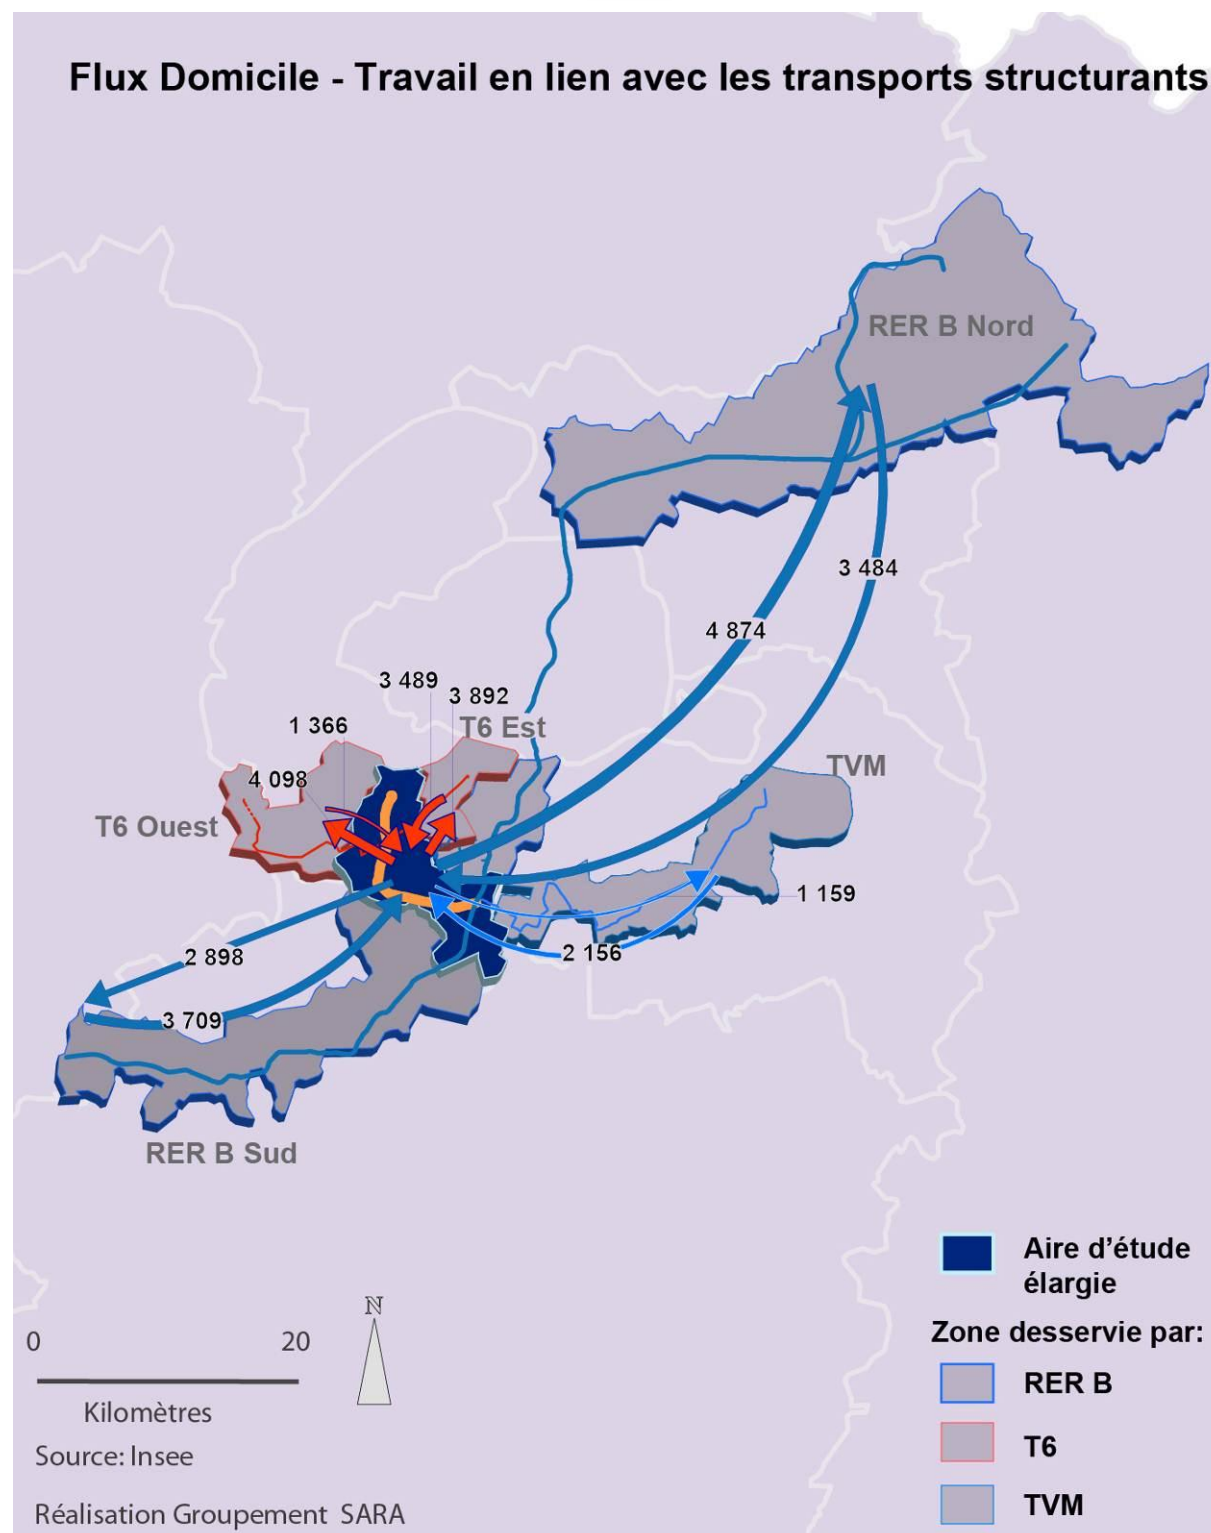 Flux Domicile - Travail en lien avec les transports structurants
RER B Nord
3 484
4 874
3 489
3 892
1 366
T6 Est
4 098
TVM
T6 Ouest
1 159
2 156
2 898
3 709
RER B Sud
Aire d'étude
élargie
Zone desservie par:
RER B
T6
TVM
N
0 20
Kilomètres
Source: Insee
Réalisation Groupement SARA